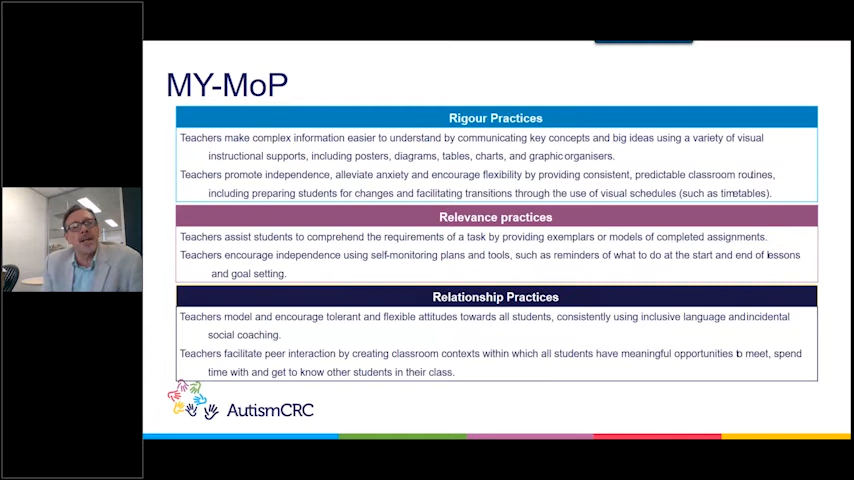 MY-MoP
Rigour Practices
Teachers make complex information easier to understand by communicating key concepts and big ideas using a variety of visual
instructional supports, including posters, diagrams, tables, charts, and graphic organisers.
Teachers promote independence, alleviate anxiety and encourage flexibility by providing consistent, predictable classroom routines,
including preparing students for changes and facilitating transitions through the use of visual schedules (such as timetables).
Relevance practices
Teachers assist students to comprehend the requirements of a task by providing exemplars or models of completed assignments.
Teachers encourage independence using self-monitoring plans and tools, such as reminders of what to do at the start and end of lessons
and goal setting.
Relationship Practices
Teachers model and encourage tolerant and flexible attitudes towards all students, consistently using inclusive language and incidental
social coaching.
Teachers facilitate peer interaction by creating classroom contexts within which all students have meaningful opportunities to meet, spend
time with and get to know other students in their class.
AutismCRC